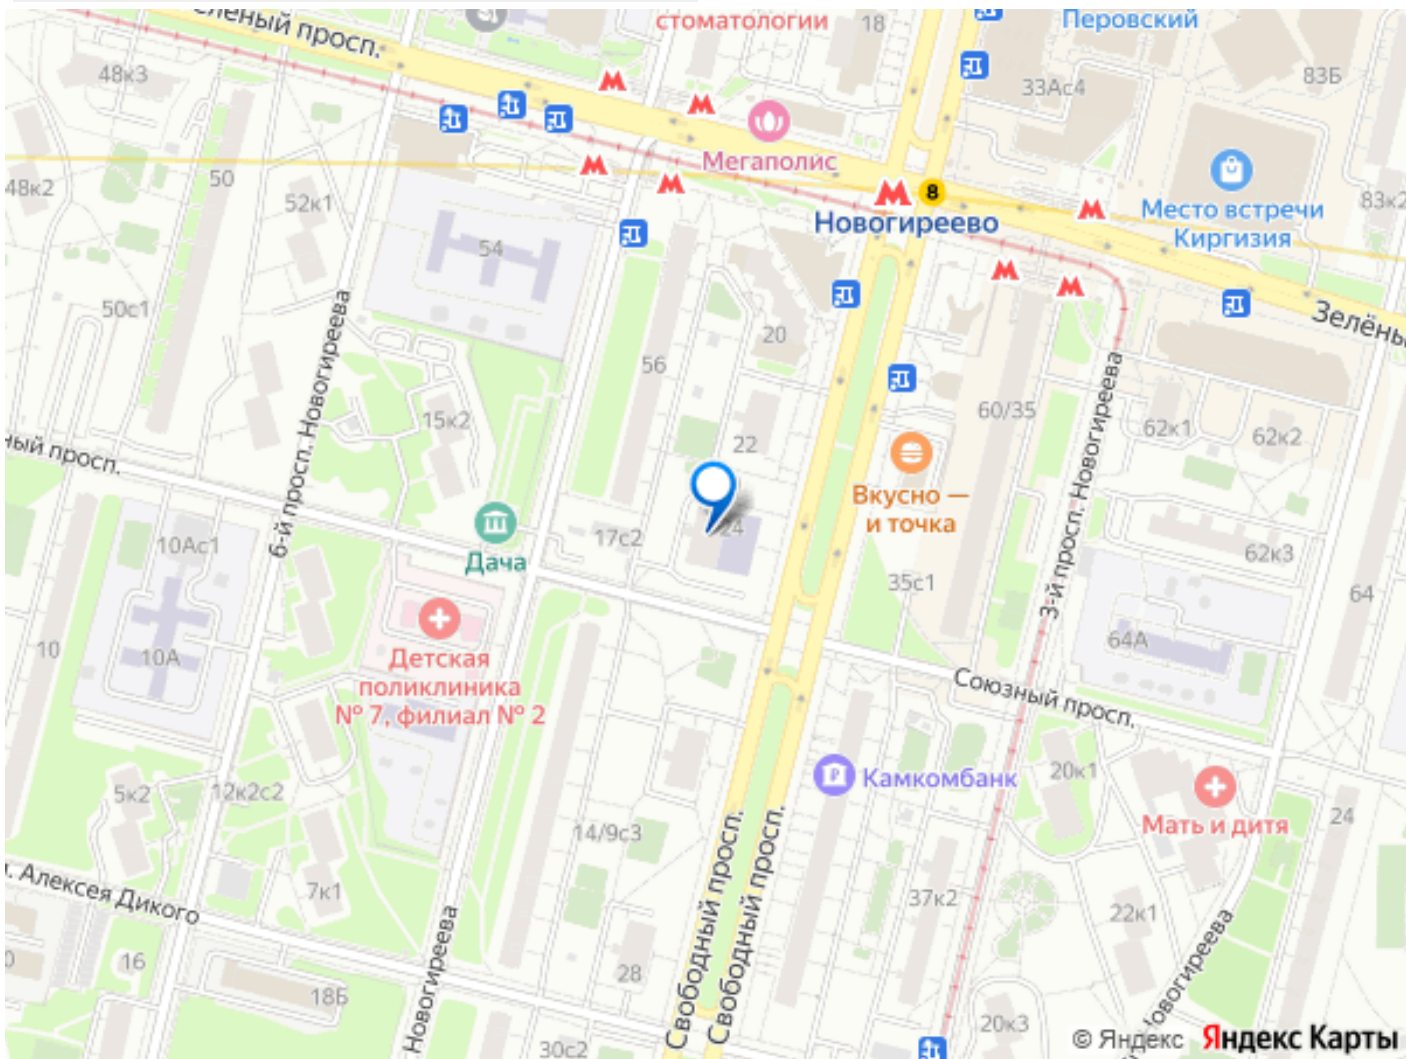 стоматологии
18
Перовский
просп.
48к3
33Ас4
83Б
Мегаполис
50
48к2
52к1
8
Новогиреево
Место встречи
Киргизия
83к2
54
50с1
20
56
6-й просп. Новогиреева
15к2
22
60/35
62к1
62к2
3-й просп. Новогиреева
просп.
Вкусно —
и точка
24
17с2
10Ас1
Дача
62к3
35с1
64
10
10А
64А
Детская
поликлиника
№ 7, филиал № 2
Союзный просп.
Камкомбанк
20к1
5к2
12к2с2
14/9с3
Мать и дитя
24
Свободный просп.
Свободный просп.
Алексея Дикого
7к1
37к2
22к1
Новогиреева
Новогиреева
16
18Б
28
20к3
30с2
© Яндекс Яндекс Карты